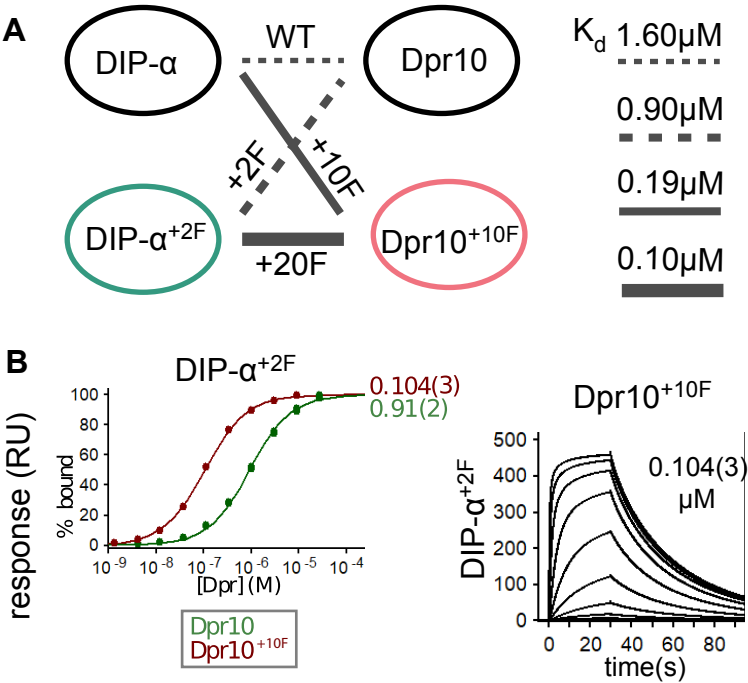 A
DIP-α
WT
Dpr10
+2F
+10F
DIP-α+2F
Dpr10+10F
+20F
Kd 1.60µM
0.90µM
0.19µM
0.10µM
B
DIP-α+2F
0.104(3)
0.91(2)
response (RU)
% bound
100
80
60
40
20
0
10-9 10-8 10-7 10-6 10-5 10-4
[Dpr] (M)
Dpr10
Dpr10+10F
Dpr10+10F
0.104(3)
µM
DIP-α+2F
500
400
300
200
100
0
0 20 40 60 80
time(s)